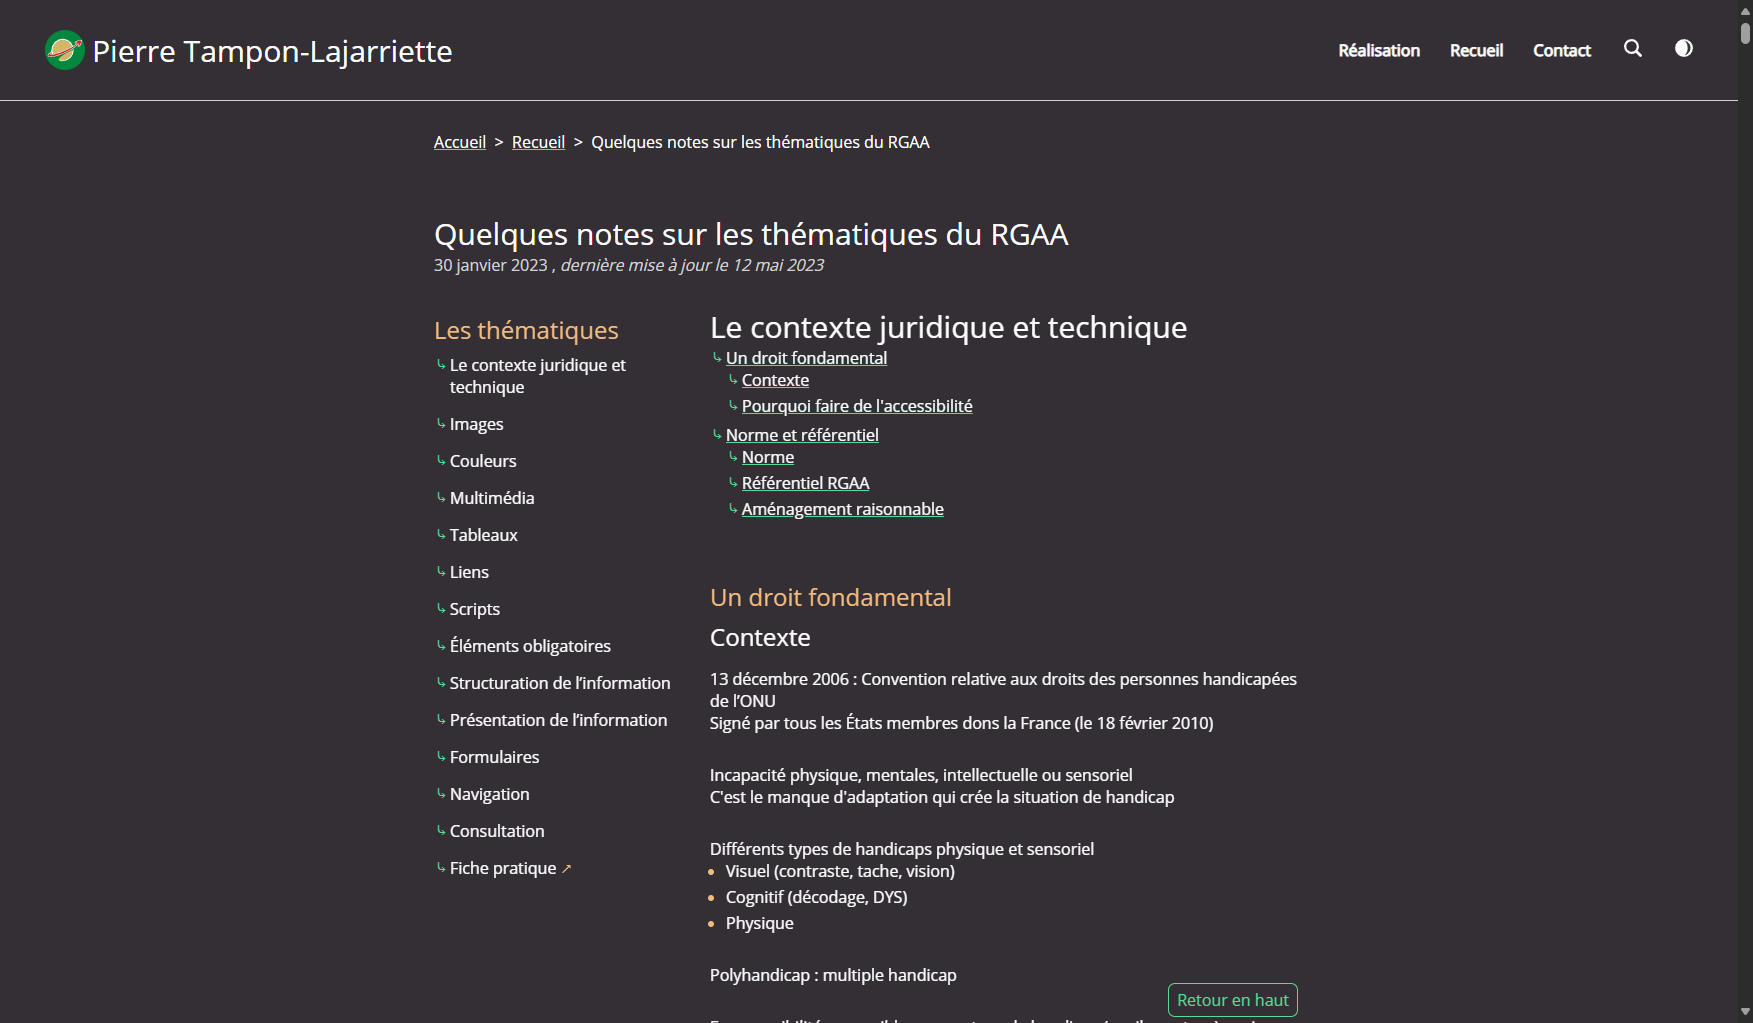 Pierre Tampon-Lajarriette
Réalisation
Recueil
Contact
Accueil > Recueil > Quelques notes sur les thématiques du RGAA
Quelques notes sur les thématiques du RGAA
30 janvier 2023 , dernière mise à jour le 12 mai 2023
Les thématiques
Le contexte juridique et
technique
Images
Couleurs
Multimédia
Tableaux
Liens
Scripts
Éléments obligatoires
Structuration de l’information
Présentation de l’information
Formulaires
Navigation
Consultation
Fiche pratique
Le contexte juridique et technique
Un droit fondamental
Contexte
Pourquoi faire de l'accessibilité
Norme et référentiel
Norme
Référentiel RGAA
Aménagement raisonnable
Un droit fondamental
Contexte
13 décembre 2006 : Convention relative aux droits des personnes handicapées
de l’ONU
Signé par tous les États membres dons la France (le 18 février 2010)
Incapacité physique, mentales, intellectuelle ou sensoriel
C'est le manque d'adaptation qui crée la situation de handicap
Différents types de handicaps physique et sensoriel
Visuel (contraste, tache, vision)
Cognitif (décodage, DYS)
Physique
Polyhandicap : multiple handicap
Retour en haut